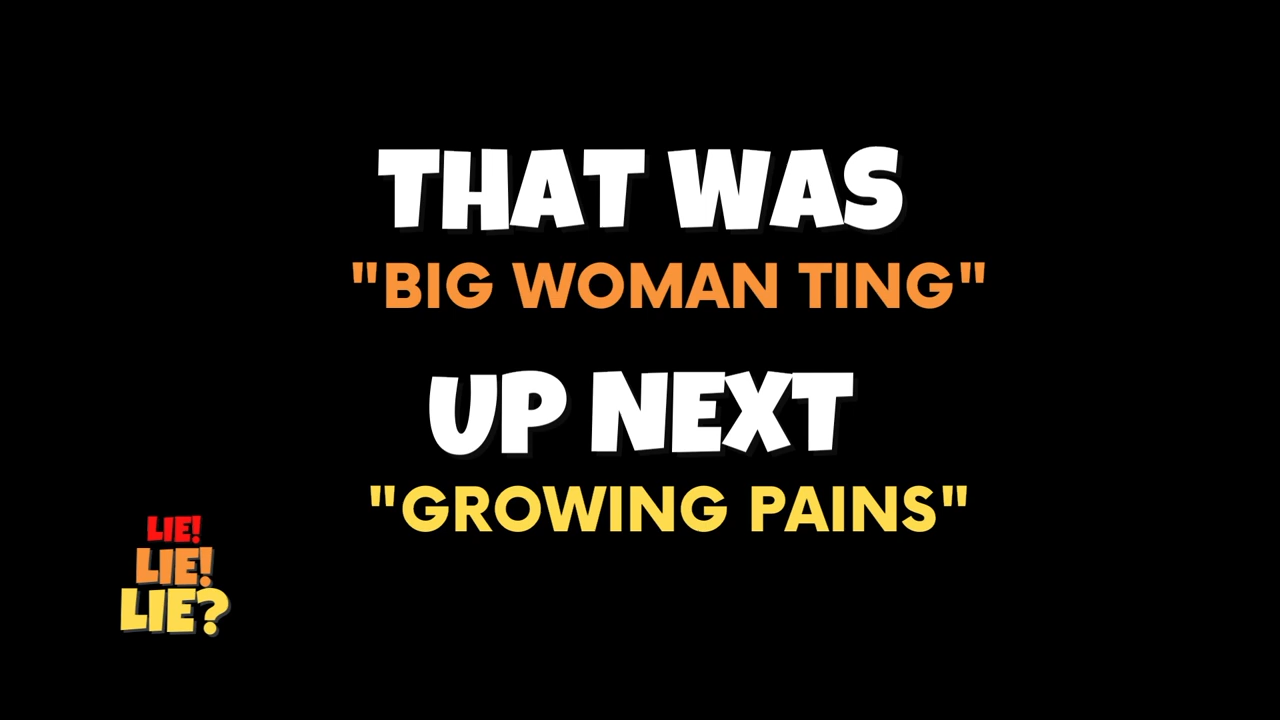 THAT WAS
"BIG WOMAN TING"
UP NEXT
"GROWING PAINS"
LIE!
LIE!
LIE?